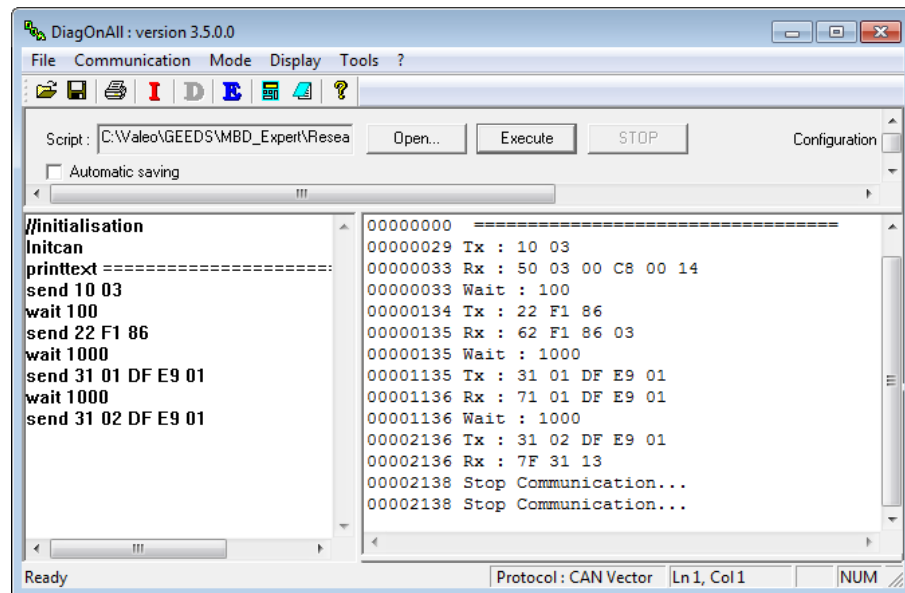 DiagOnAll : version 3.5.0.0
File Communication Mode Display Tools ?
I D E ?
Script : C:\Valeo\GEEDS\MBD_Expert\Resea Open... Execute STOP Configuration
Automatic saving
//initialisation
Initcan
printtext ======================
send 10 03
wait 100
send 22 F1 86
wait 1000
send 31 01 DF E9 01
wait 1000
send 31 02 DF E9 01
00000000 ==================================
00000029 Tx : 10 03
00000033 Rx : 50 03 00 C8 00 14
00000033 Wait : 100
00000134 Tx : 22 F1 86
00000135 Rx : 62 F1 86 03
00000135 Wait : 1000
00001135 Tx : 31 01 DF E9 01
00001136 Rx : 71 01 DF E9 01
00001136 Wait : 1000
00002136 Tx : 31 02 DF E9 01
00002136 Rx : 7F 31 13
00002138 Stop Communication...
00002138 Stop Communication...
Ready Protocol : CAN Vector Ln 1, Col 1 NUM